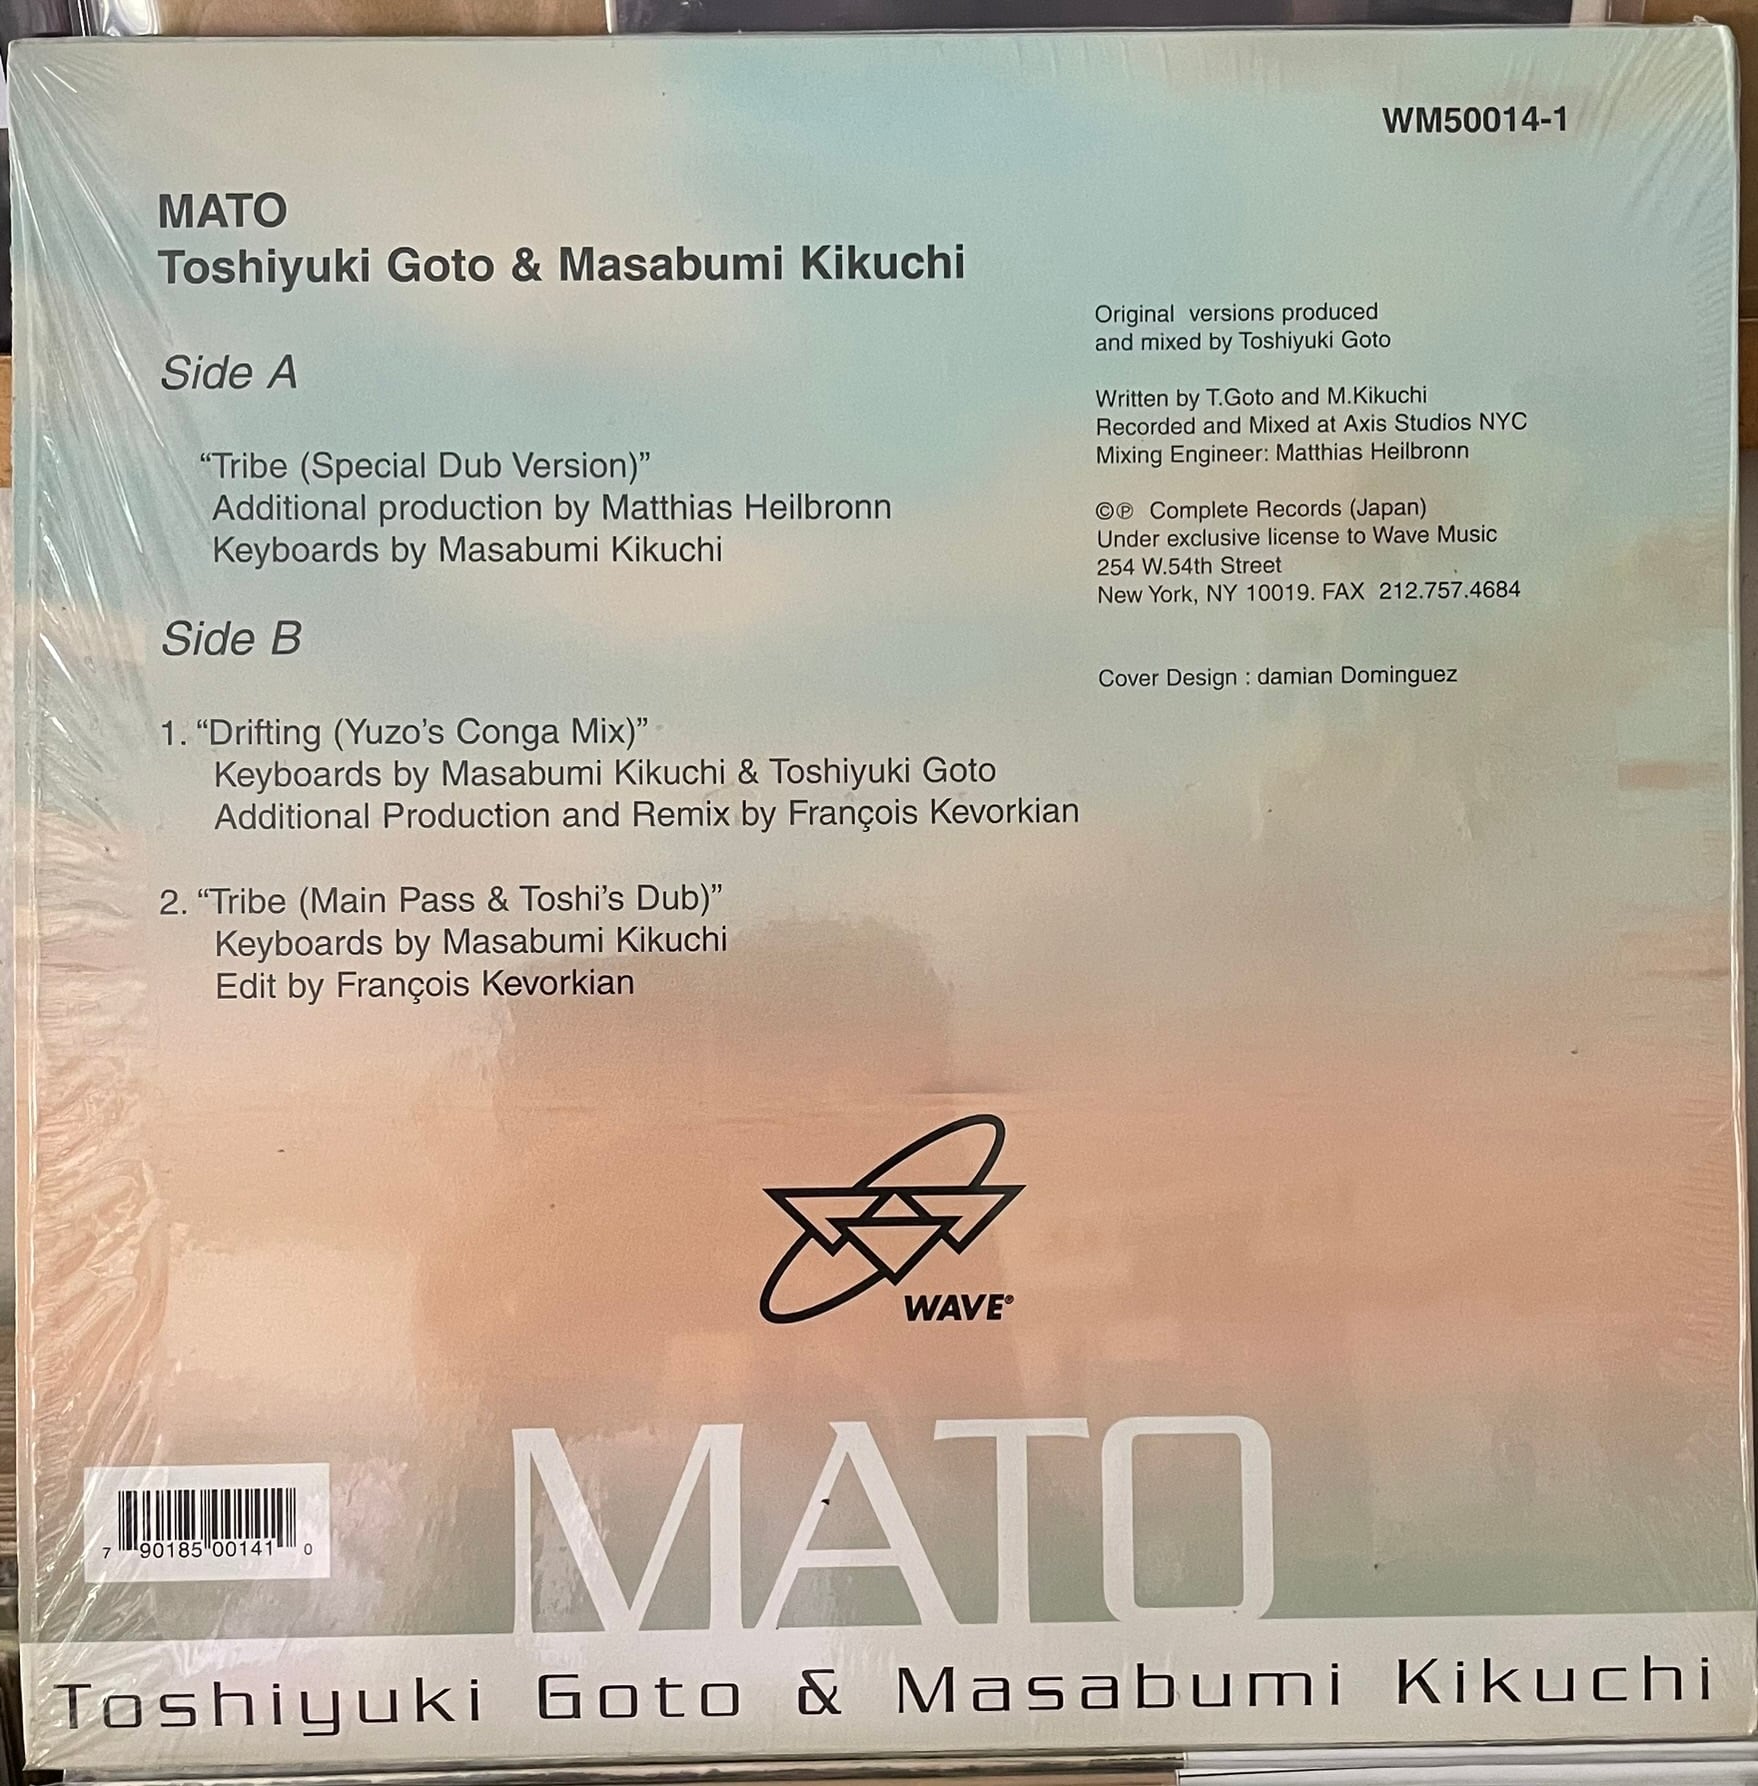 WM50014-1
MATO
Toshiyuki Goto & Masabumi Kikuchi
Side A
“Tribe (Special Dub Version)”
Additional production by Matthias Heilbronn
Keyboards by Masabumi Kikuchi
Side B
1. “Drifting (Yuzo’s Conga Mix)”
Keyboards by Masabumi Kikuchi & Toshiyuki Goto
Additional Production and Remix by François Kevorkian
2. “Tribe (Main Pass & Toshi’s Dub)”
Keyboards by Masabumi Kikuchi
Edit by François Kevorkian
Original versions produced
and mixed by Toshiyuki Goto
Written by T.Goto and M.Kikuchi
Recorded and Mixed at Axis Studios NYC
Mixing Engineer: Matthias Heilbronn
©℗ Complete Records (Japan)
Under exclusive license to Wave Music
254 W.54th Street
New York, NY 10019. FAX 212.757.4684
Cover Design : damian Dominguez
WAVE®
7 90185 00141 0
MATO
Toshiyuki Goto & Masabumi Kikuchi